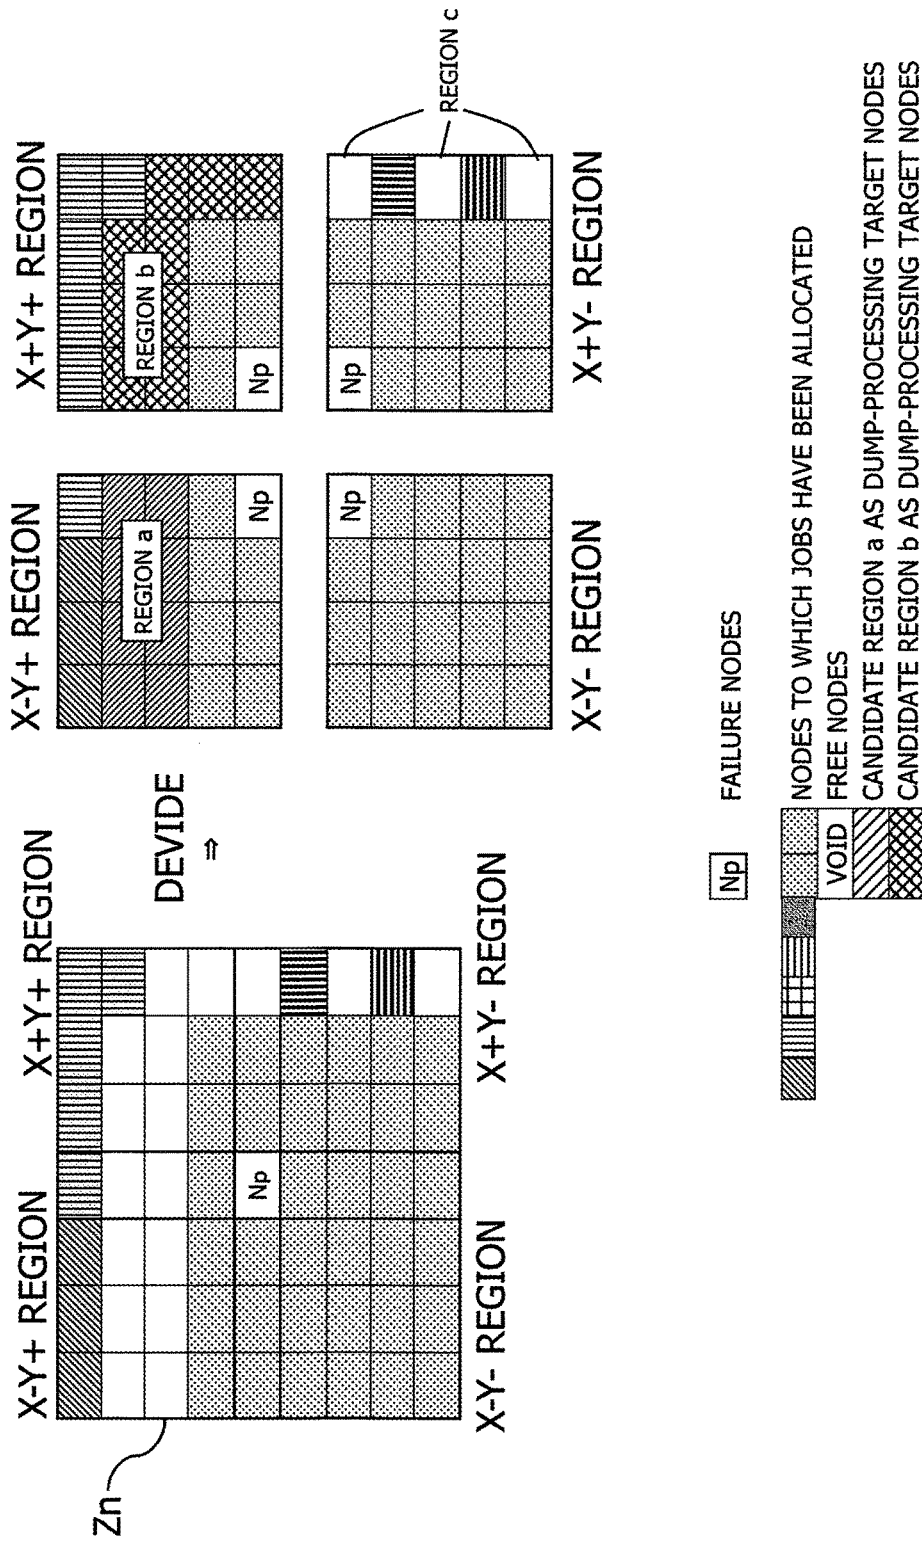 Zn
X-Y+ REGION
X+Y+ REGION
Np
X-Y- REGION
X+Y- REGION
DEVIDE
⇒
X-Y+ REGION
X+Y+ REGION
REGION a
REGION b
Np
Np
Np
Np
REGION c
X-Y- REGION
X+Y- REGION
Np FAILURE NODES
NODES TO WHICH JOBS HAVE BEEN ALLOCATED
VOID FREE NODES
CANDIDATE REGION a AS DUMP-PROCESSING TARGET NODES
CANDIDATE REGION b AS DUMP-PROCESSING TARGET NODES